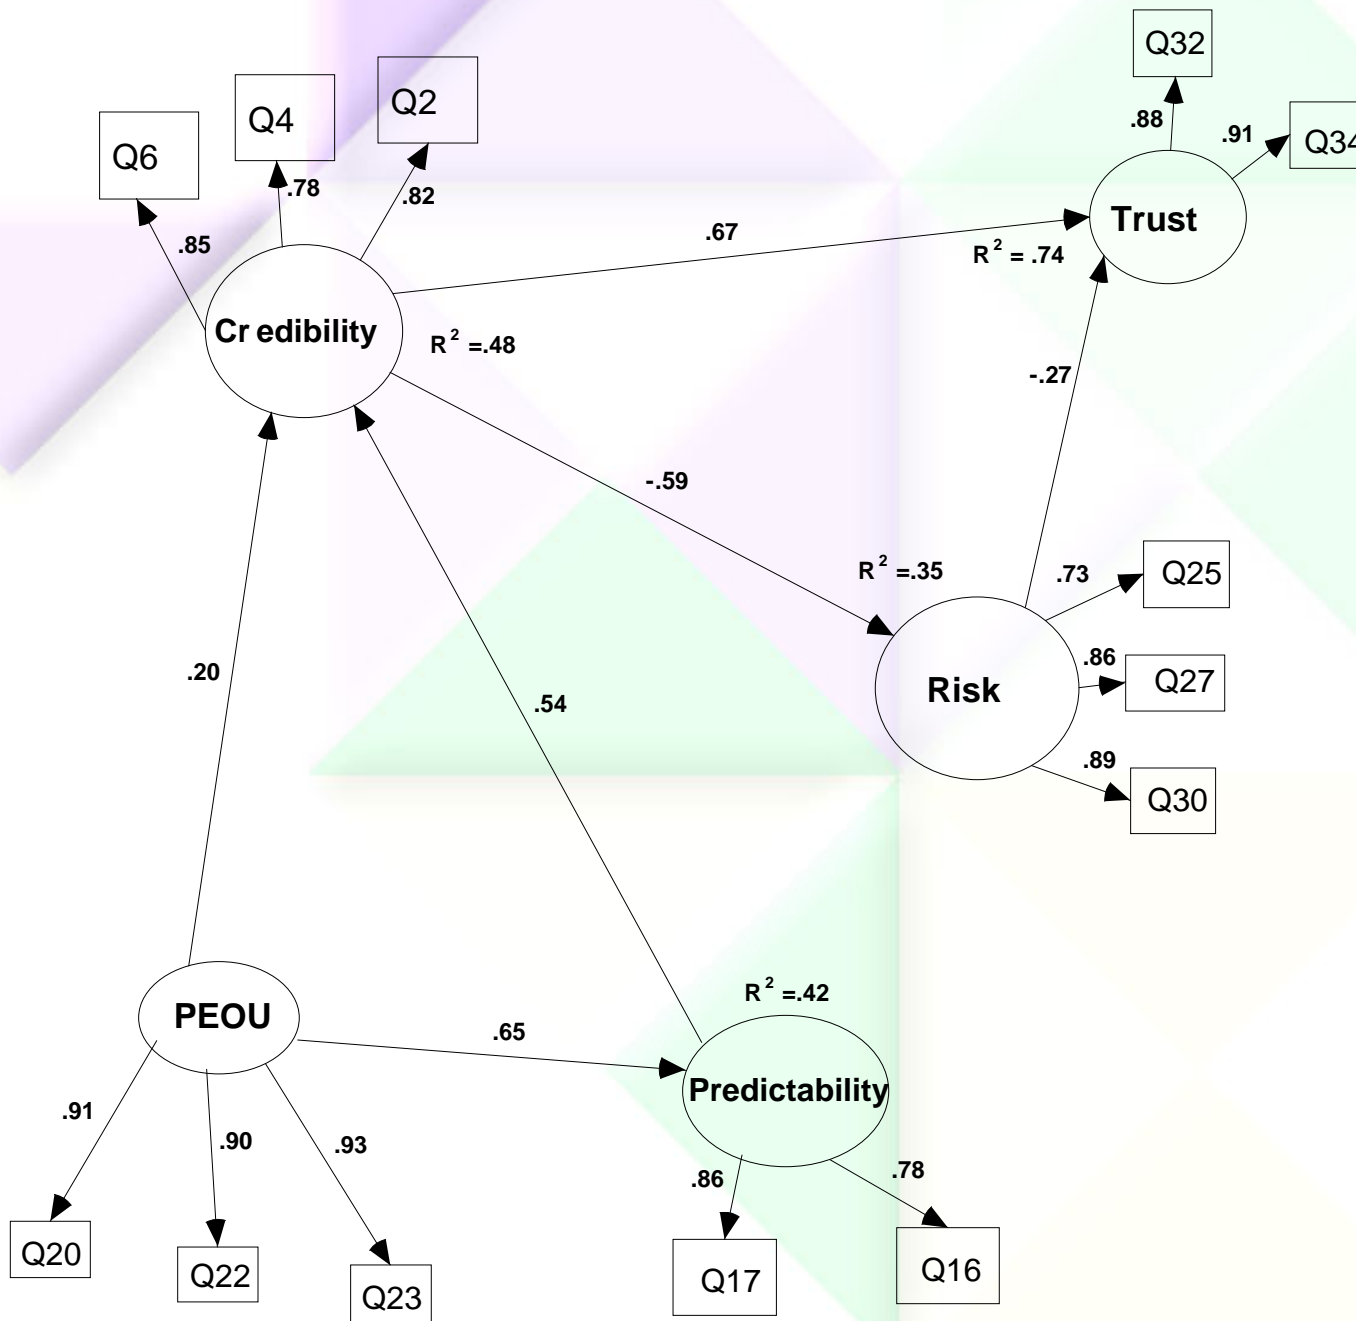 Q32
Q2
Q4
Q6
.88
.91
Q34
.78
.82
.85
Trust
.67
R² = .74
Credibility
R² =.48
-.27
-.59
R² =.35
.73
Q25
.86
Q27
Risk
.20
.54
.89
Q30
R² =.42
PEOU
.65
Predictability
.91
.90
.93
.86
.78
Q20
Q22
Q23
Q17
Q16